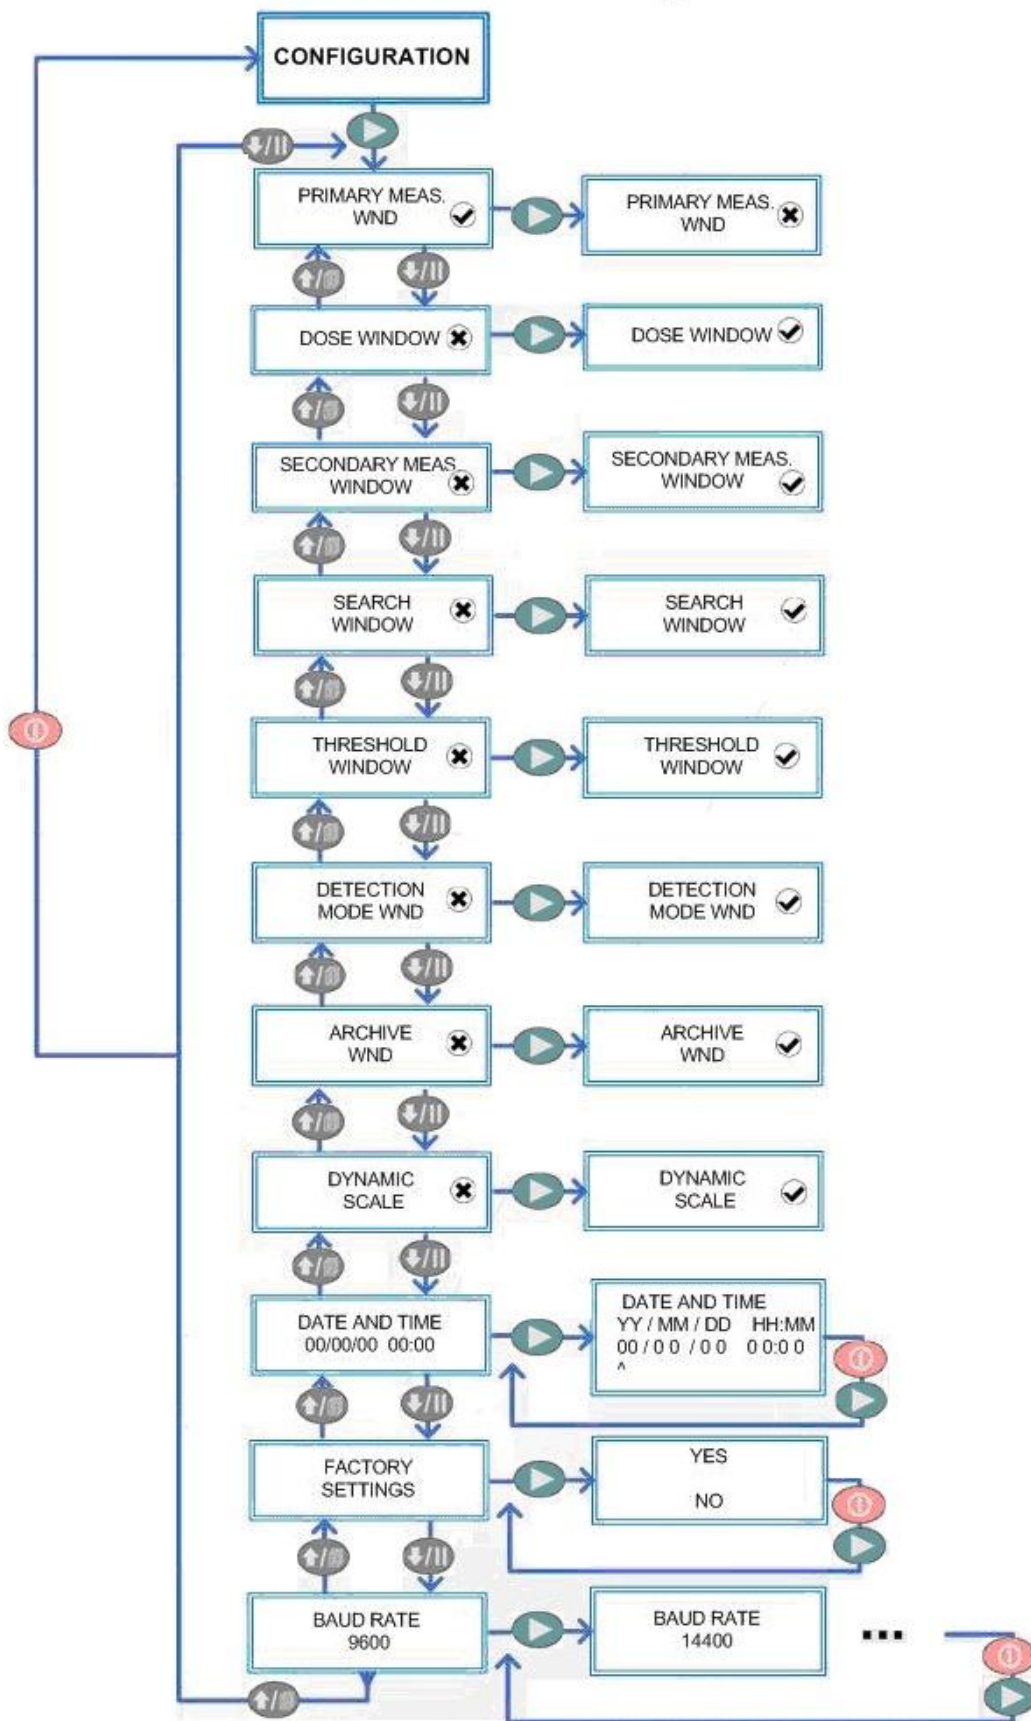 CONFIGURATION
PRIMARY MEAS.
WND
PRIMARY MEAS.
WND
DOSE WINDOW
DOSE WINDOW
SECONDARY MEAS.
WINDOW
SECONDARY MEAS.
WINDOW
SEARCH
WINDOW
SEARCH
WINDOW
THRESHOLD
WINDOW
THRESHOLD
WINDOW
DETECTION
MODE WND
DETECTION
MODE WND
ARCHIVE
WND
ARCHIVE
WND
DYNAMIC
SCALE
DYNAMIC
SCALE
DATE AND TIME
00/00/00 00:00
DATE AND TIME
YY / MM / DD HH:MM
00 / 0 0 / 0 0 0 0:0 0
^
FACTORY
SETTINGS
YES
NO
BAUD RATE
9600
BAUD RATE
14400
...